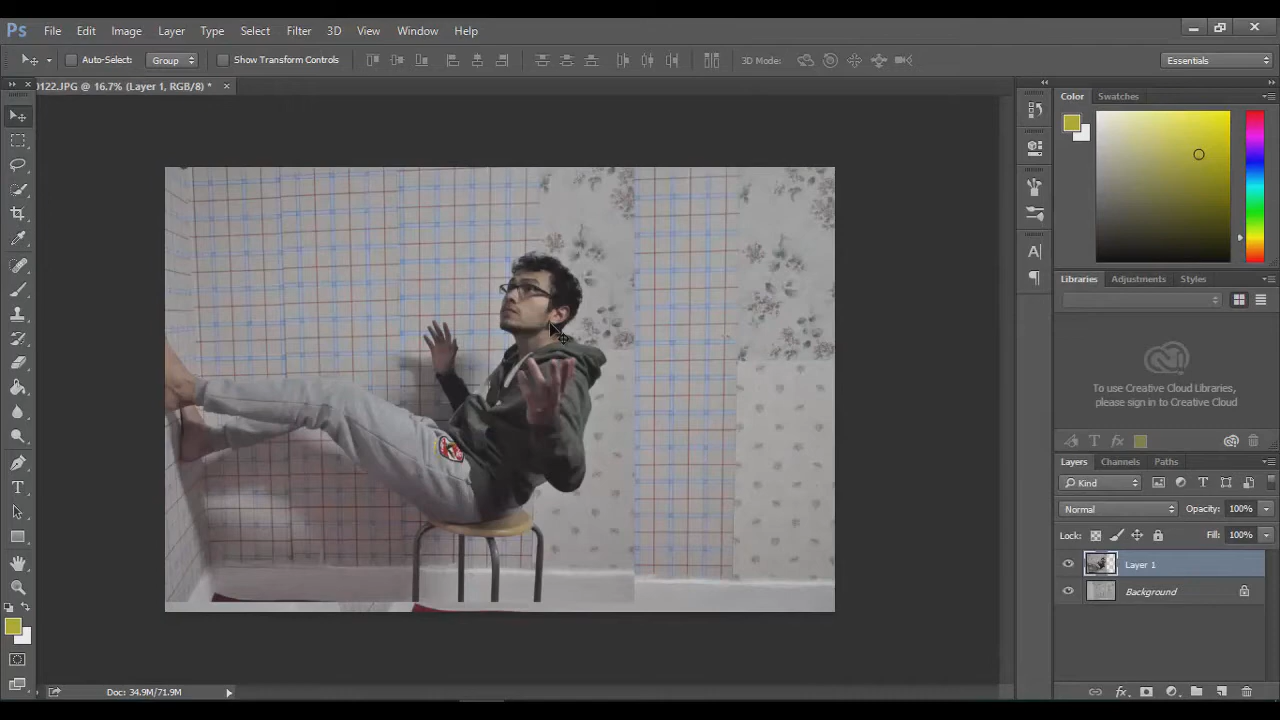 Ps File Edit Image Layer Type Select Filter 3D View Window Help
Auto-Select: Group Show Transform Controls 3D Mode: Essentials
0122.JPG @ 16.7% (Layer 1, RGB/8) *
Color Swatches
Libraries Adjustments Styles
To use Creative Cloud Libraries,
please sign in to Creative Cloud
Layers Channels Paths
Kind
Normal Opacity: 100%
Lock: Fill: 100%
Layer 1
Background
Doc: 34.9M/71.9M